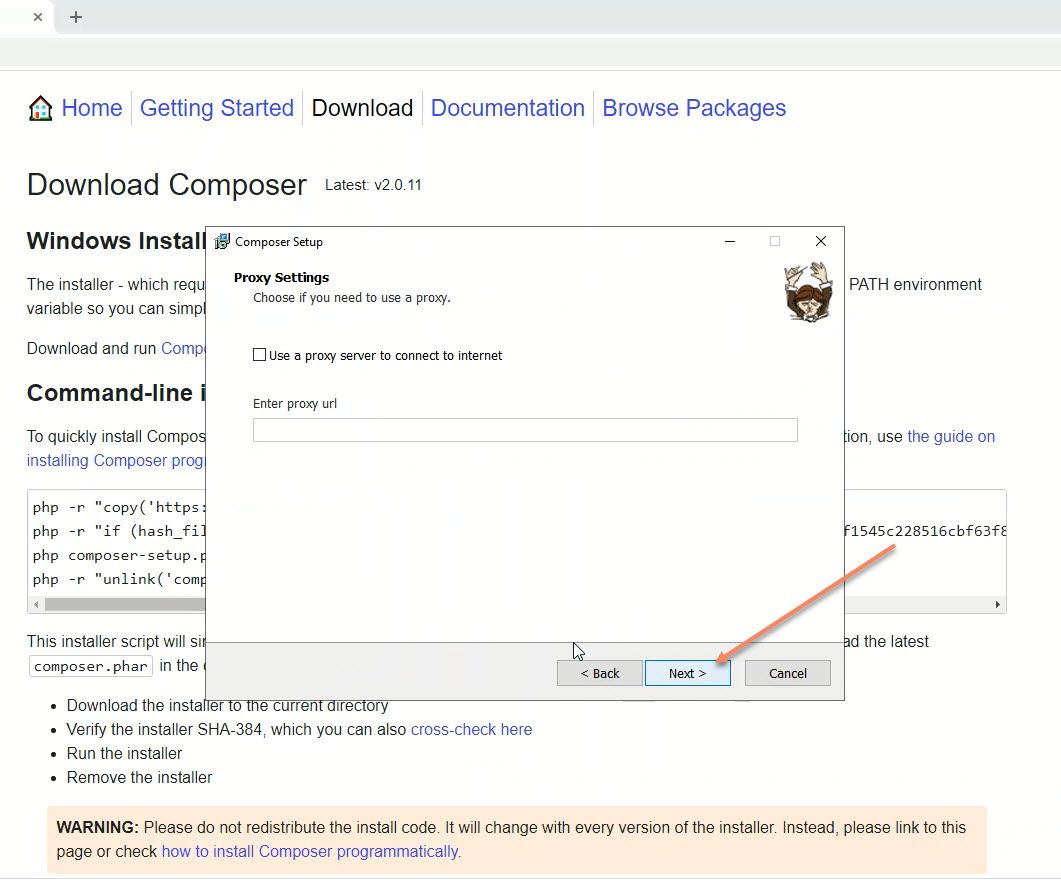 Home Getting Started Download Documentation Browse Packages
Download Composer Latest: v2.0.11
Windows Instal
Composer Setup
Proxy Settings
Choose if you need to use a proxy.
Use a proxy server to connect to internet
Enter proxy url
< Back Next > Cancel
The installer - which requ
PATH environment
variable so you can simpl
Download and run Comp
Command-line i
To quickly install Compos
tion, use the guide on
installing Composer prog
php -r "copy('https:
php -r "if (hash_fil
f1545c228516cbf63f8
php composer-setup.p
php -r "unlink('comp
This installer script will si
ad the latest
composer.phar in the
Download the installer to the current directory
Verify the installer SHA-384, which you can also cross-check here
Run the installer
Remove the installer
WARNING: Please do not redistribute the install code. It will change with every version of the installer. Instead, please link to this
page or check how to install Composer programmatically.